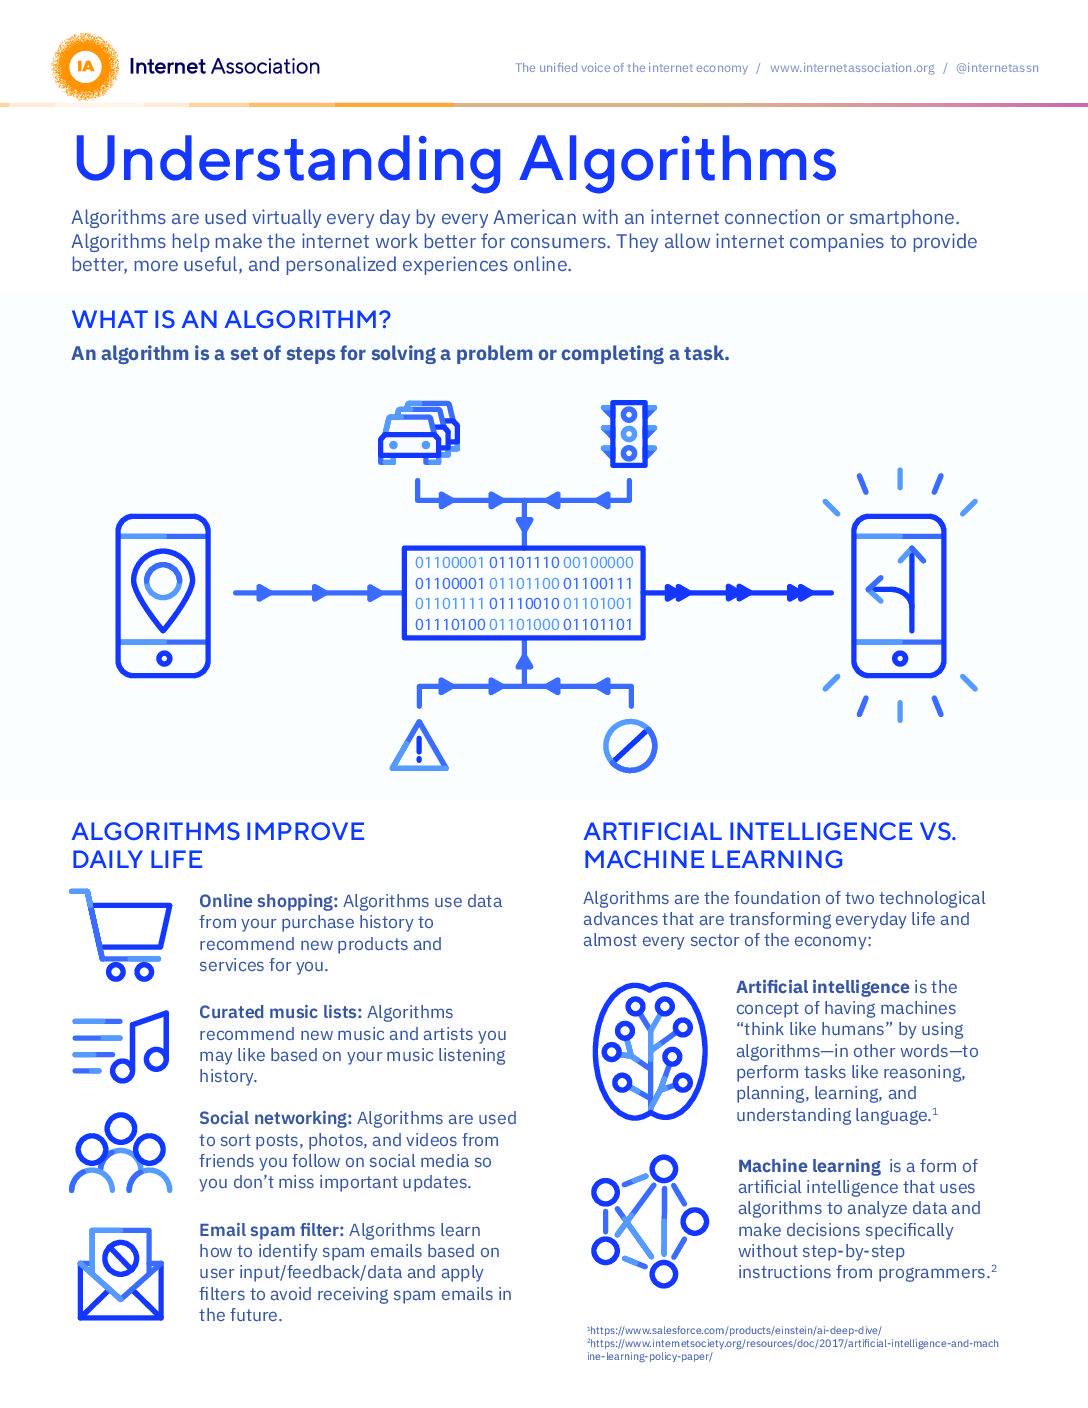 IA
Internet Association
The unified voice of the internet economy / www.internetassociation.org / @internetassn
Understanding Algorithms
Algorithms are used virtually every day by every American with an internet connection or smartphone.
Algorithms help make the internet work better for consumers. They allow internet companies to provide
better, more useful, and personalized experiences online.
WHAT IS AN ALGORITHM?
An algorithm is a set of steps for solving a problem or completing a task.
01100001 01101110 00100000
01100001 01101100 01100111
01101111 01110010 01101001
01110100 01101000 01101101
ALGORITHMS IMPROVE
DAILY LIFE
Online shopping: Algorithms use data
from your purchase history to
recommend new products and
services for you.
Curated music lists: Algorithms
recommend new music and artists you
may like based on your music listening
history.
Social networking: Algorithms are used
to sort posts, photos, and videos from
friends you follow on social media so
you don’t miss important updates.
Email spam filter: Algorithms learn
how to identify spam emails based on
user input/feedback/data and apply
filters to avoid receiving spam emails in
the future.
ARTIFICIAL INTELLIGENCE VS.
MACHINE LEARNING
Algorithms are the foundation of two technological
advances that are transforming everyday life and
almost every sector of the economy:
Artificial intelligence is the
concept of having machines
“think like humans” by using
algorithms—in other words—to
perform tasks like reasoning,
planning, learning, and
understanding language.¹
Machine learning is a form of
artificial intelligence that uses
algorithms to analyze data and
make decisions specifically
without step-by-step
instructions from programmers.²
¹https://www.salesforce.com/products/einstein/ai-deep-dive/
²https://www.internetsociety.org/resources/doc/2017/artificial-intelligence-and-mach
ine-learning-policy-paper/